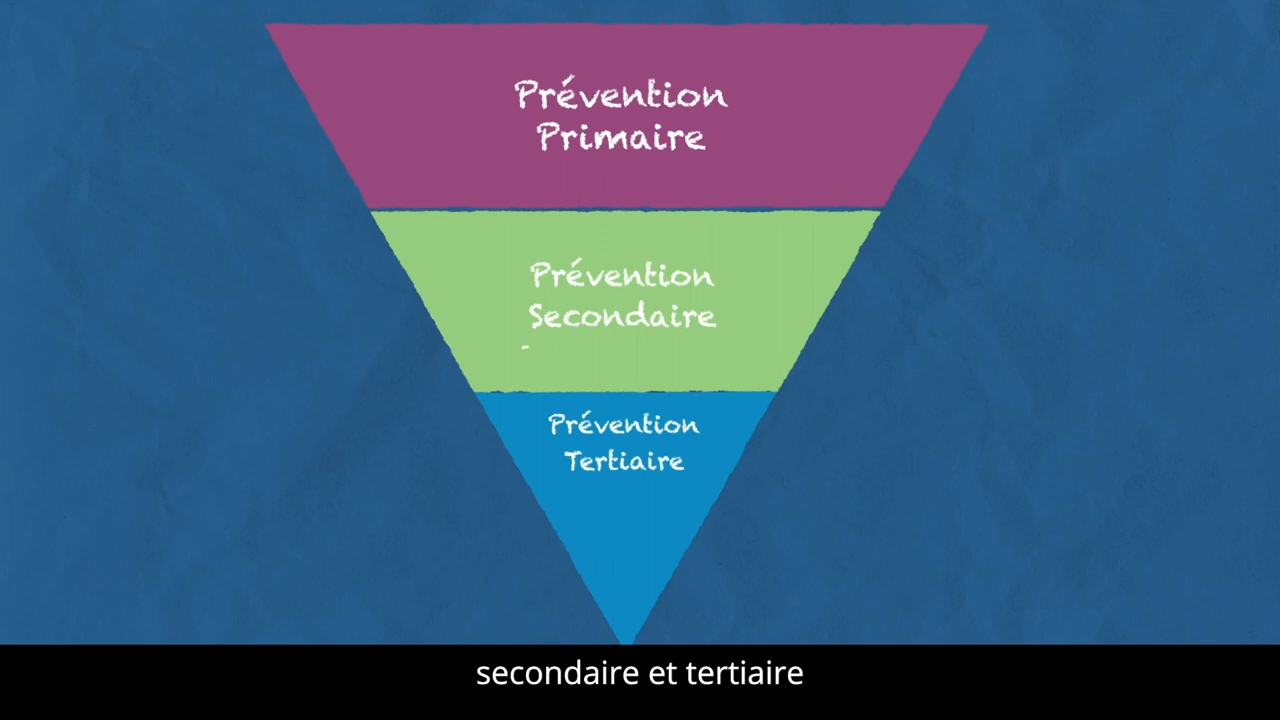 Prévention
Primaire
Prévention
Secondaire
-
Prévention
Tertiaire
secondaire et tertiaire